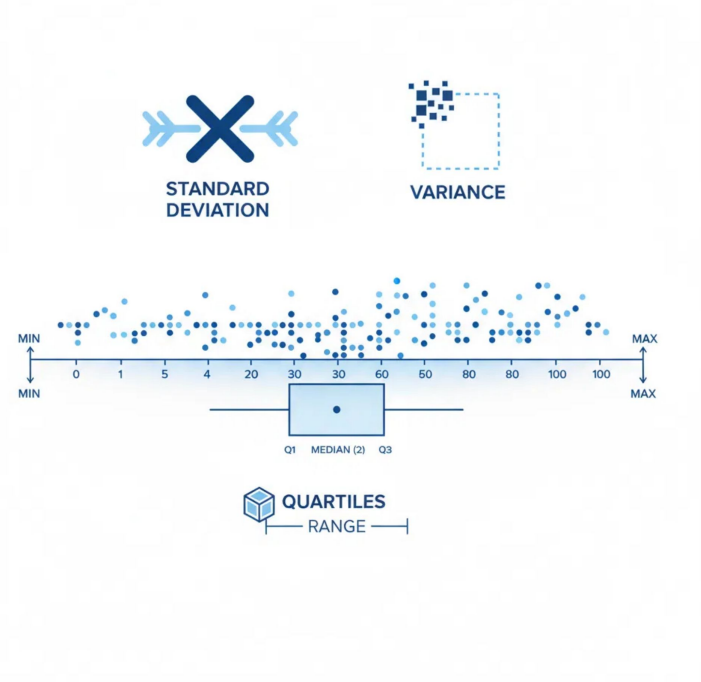 STANDARD
DEVIATION
VARIANCE
MIN
MAX
0 1 5 4 20 30 30 60 50 80 80 100 100
MIN
MAX
Q1 MEDIAN (2) Q3
QUARTILES
RANGE